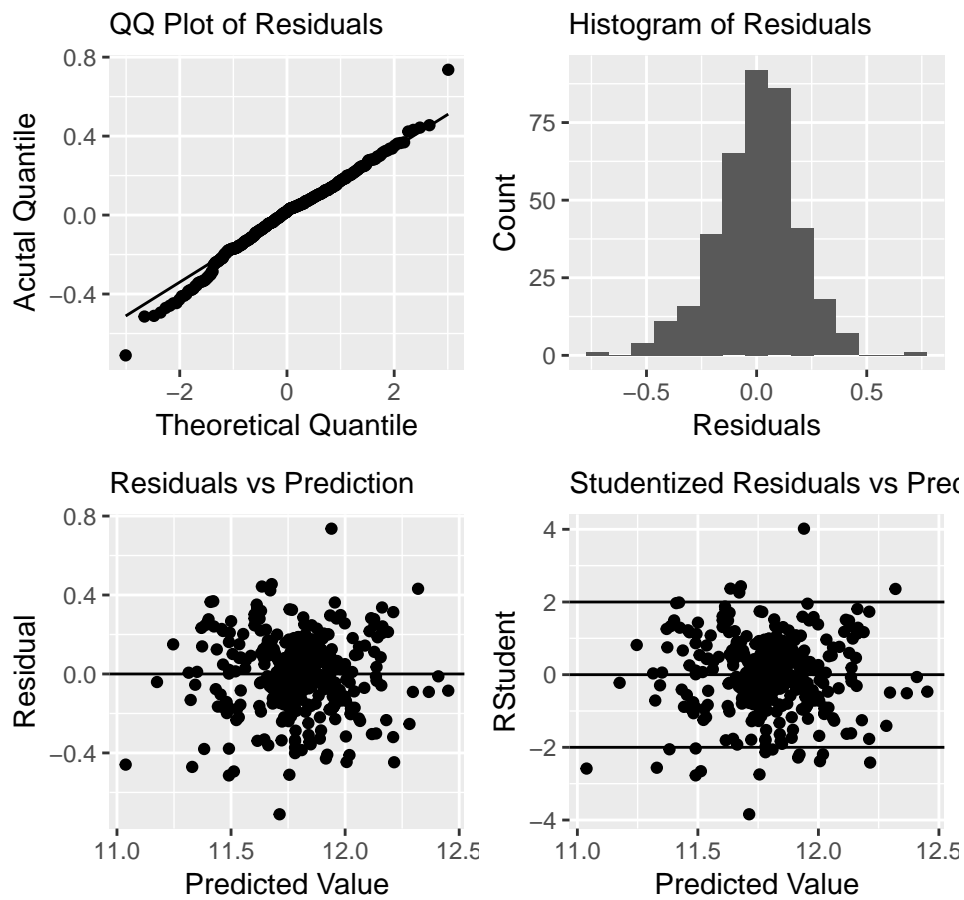 QQ Plot of Residuals
0.8
0.4
0.0
−0.4
−2
0
2
Acutal Quantile
Theoretical Quantile
Histogram of Residuals
75
50
25
0
−0.5
0.0
0.5
Count
Residuals
Residuals vs Prediction
0.8
0.4
0.0
−0.4
11.0
11.5
12.0
12.5
Residual
Predicted Value
Studentized Residuals vs Pred
4
2
0
−2
−4
11.0
11.5
12.0
12.5
RStudent
Predicted Value